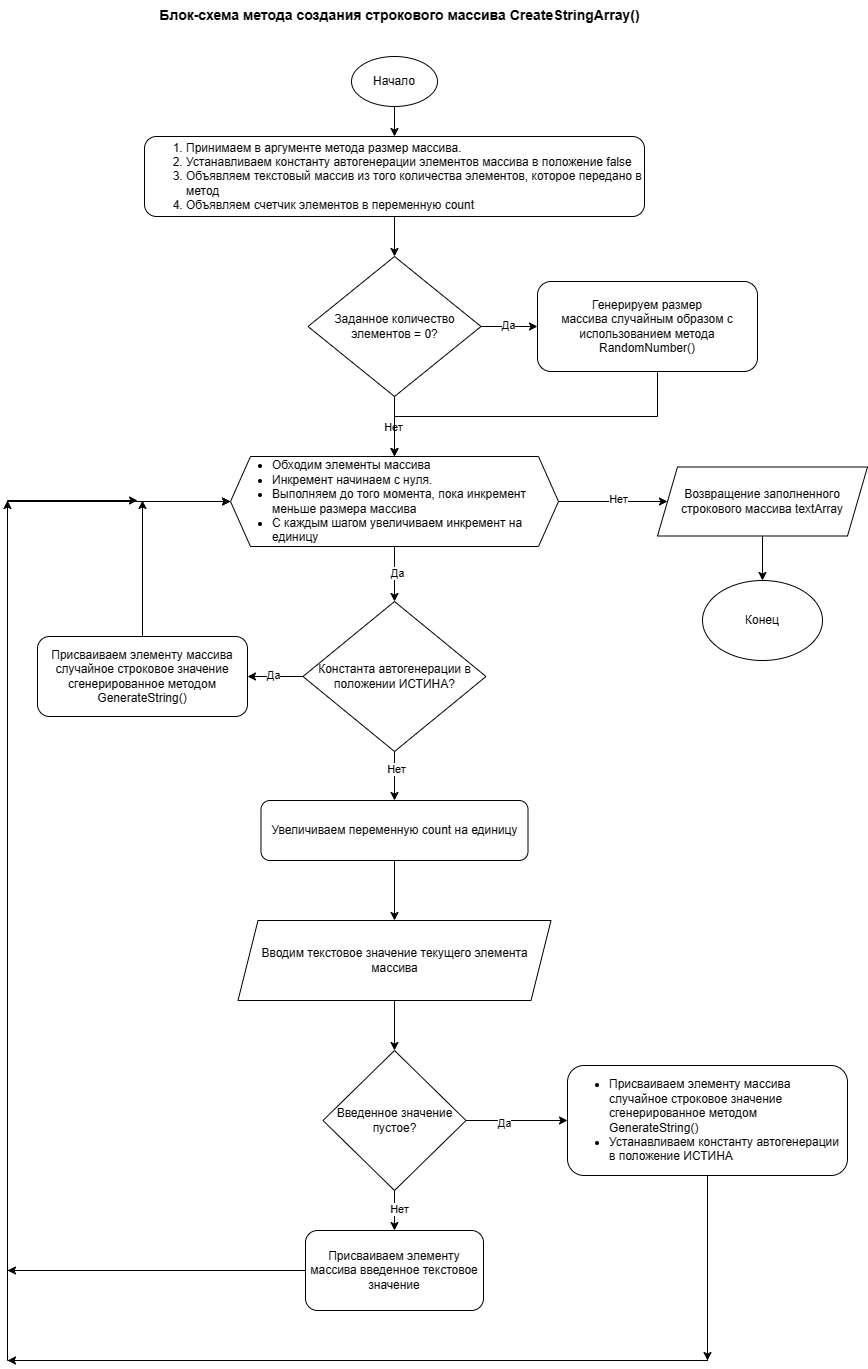 Блок-схема метода создания строкового массива CreateStringArray()
Начало
1. Принимаем в аргументе метода размер массива.
2. Устанавливаем константу автогенерации элементов массива в положение false
3. Объявляем текстовый массив из того количества элементов, которое передано в
метод
4. Объявляем счетчик элементов в переменную count
Заданное количество
элементов = 0?
Да
Генерируем размер
массива случайным образом с
использованием метода
RandomNumber()
Нет
• Обходим элементы массива
• Инкремент начинаем с нуля.
• Выполняем до того момента, пока инкремент
меньше размера массива
• С каждым шагом увеличиваем инкремент на
единицу
Нет
Возвращение заполненного
строкового массива textArray
Да
Конец
Константа автогенерации в
положении ИСТИНА?
Да
Присваиваем элементу массива
случайное строковое значение
сгенерированное методом
GenerateString()
Нет
Увеличиваем переменную count на единицу
Вводим текстовое значение текущего элемента
массива
Введенное значение
пустое?
Да
• Присваиваем элементу массива
случайное строковое значение
сгенерированное методом
GenerateString()
• Устанавливаем константу автогенерации
в положение ИСТИНА
Нет
Присваиваем элементу
массива введенное текстовое
значение